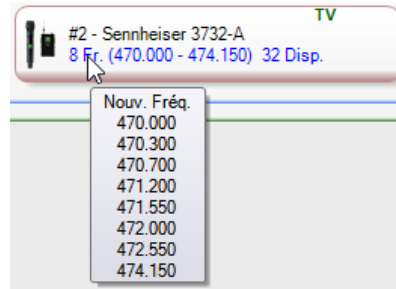 TV
#2 - Sennheiser 3732-A
8 Fr. (470.000 - 474.150) 32 Disp.
Nouv. Fréq.
470.000
470.300
470.700
471.200
471.550
472.000
472.550
474.150